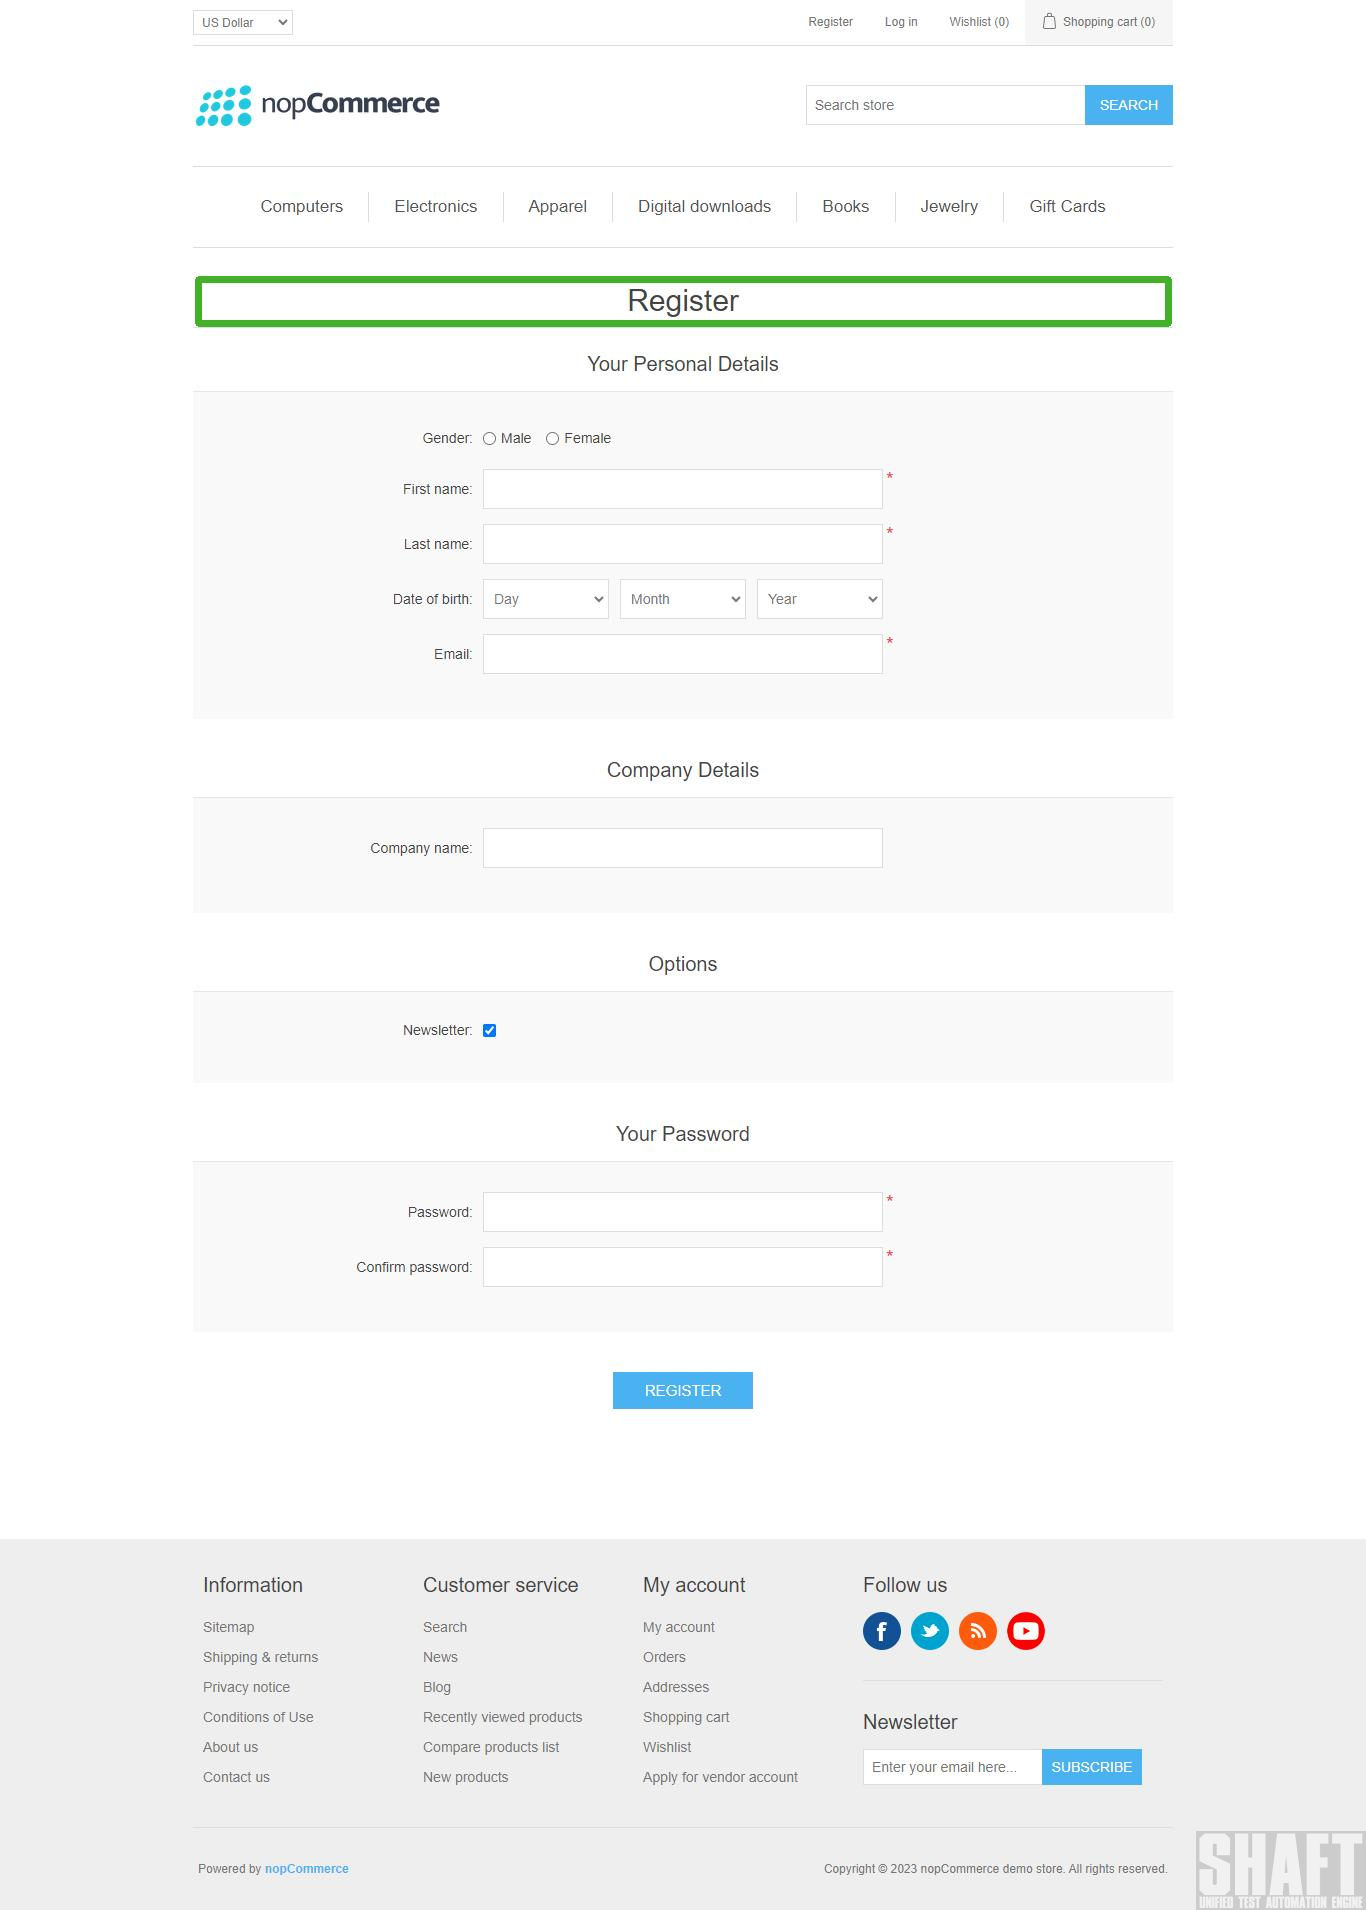 US Dollar
Register
Log in
Wishlist (0)
Shopping cart (0)
nopCommerce
Search store
SEARCH
Computers
Electronics
Apparel
Digital downloads
Books
Jewelry
Gift Cards
Register
Your Personal Details
Gender:
Male
Female
First name:
*
Last name:
*
Date of birth:
Day
Month
Year
Email:
*
Company Details
Company name:
Options
Newsletter:
Your Password
Password:
*
Confirm password:
*
REGISTER
Information
Sitemap
Shipping & returns
Privacy notice
Conditions of Use
About us
Contact us
Customer service
Search
News
Blog
Recently viewed products
Compare products list
New products
My account
My account
Orders
Addresses
Shopping cart
Wishlist
Apply for vendor account
Follow us
Newsletter
Enter your email here...
SUBSCRIBE
Powered by nopCommerce
Copyright © 2023 nopCommerce demo store. All rights reserved.
SHAFT
UNIFIED TEST AUTOMATION ENGINE